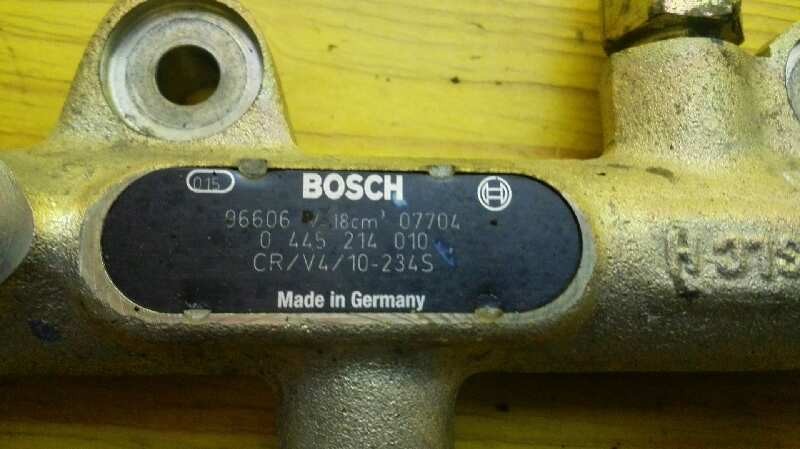 015 BOSCH
96606 V 18cm³ 07704
0 445 214 010
CR/V4/10-234S
Made in Germany